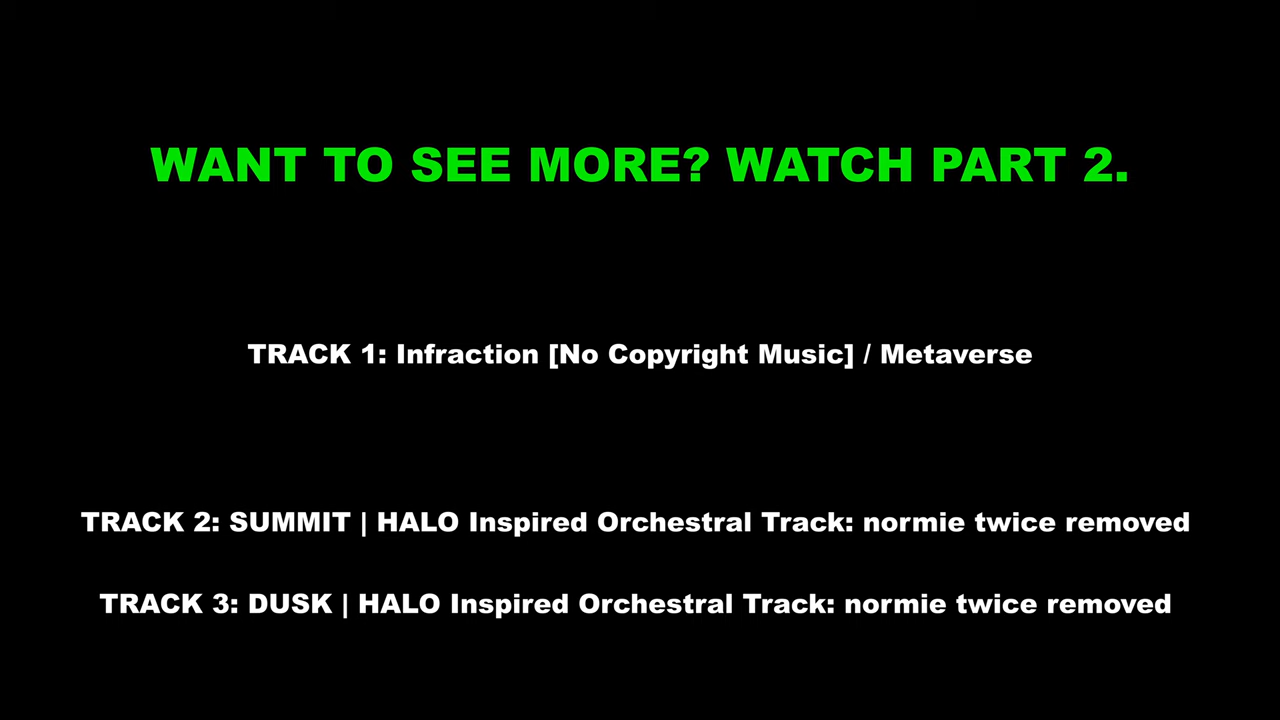 WANT TO SEE MORE? WATCH PART 2.
TRACK 1: Infraction [No Copyright Music] / Metaverse
TRACK 2: SUMMIT | HALO Inspired Orchestral Track: normie twice removed
TRACK 3: DUSK | HALO Inspired Orchestral Track: normie twice removed